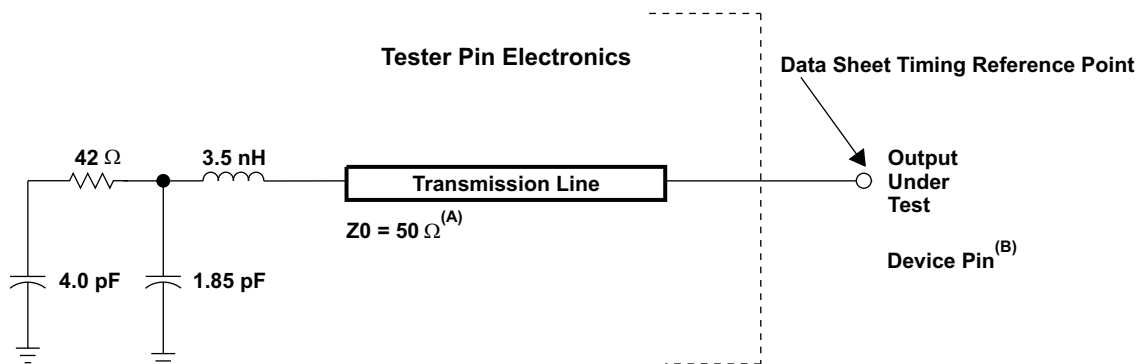 Tester Pin Electronics
Data Sheet Timing Reference Point
42 Ω
3.5 nH
Transmission Line
Output
Under
Test
Z0 = 50 Ω(A)
Device Pin(B)
4.0 pF
1.85 pF